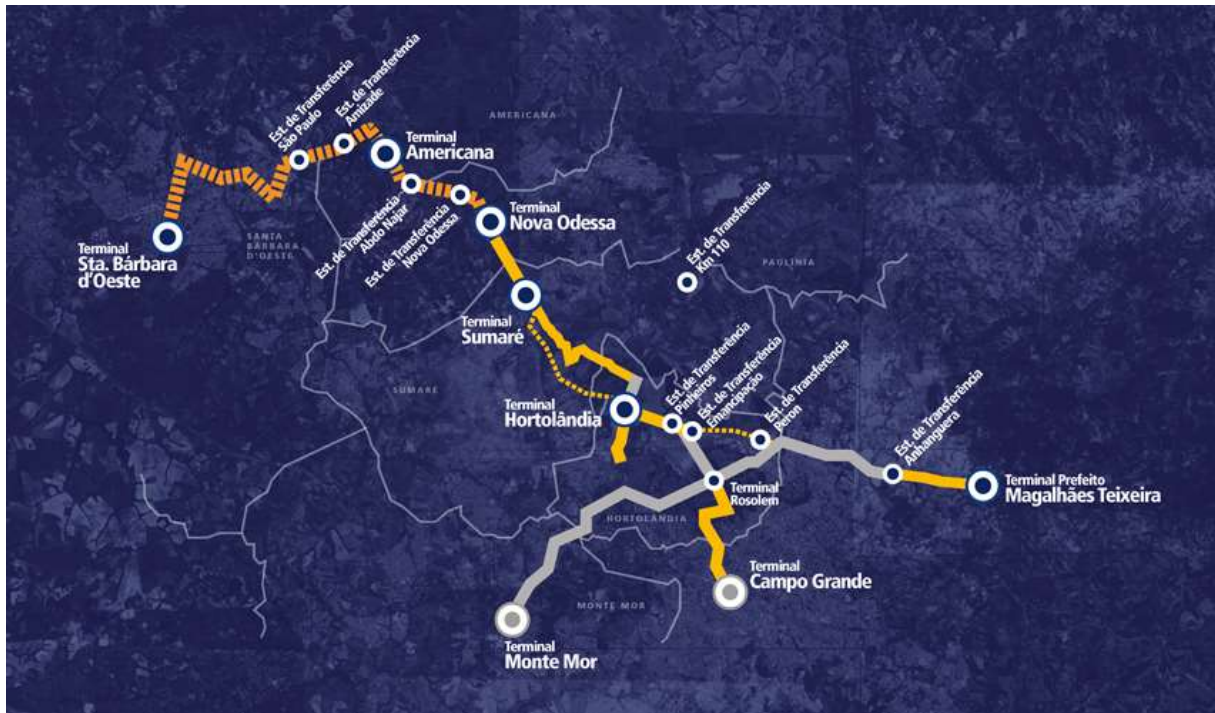 Est. de Transferência
São Paulo
Est. de Transferência
Amizade
AMERICANA
Terminal
Americana
Terminal
Nova Odessa
Est. de Transferência
Abdo Najar
Est. de Transferência
Nova Odessa
SANTA
BÁRBARA
D'OESTE
Terminal
Sta. Bárbara
d'Oeste
Est. de Transferência
Km 110
PAULÍNIA
Terminal
Sumaré
SUMARÉ
Terminal
Hortolândia
Est. de Transferência
Pinheiros
Est. de Transferência
Emancipação
Est. de Transferência
Peron
Est. de Transferência
Anhanguera
Terminal Prefeito
Magalhães Teixeira
Terminal
Rosolem
HORTOLÂNDIA
Terminal
Campo Grande
MONTE MOR
Terminal
Monte Mor